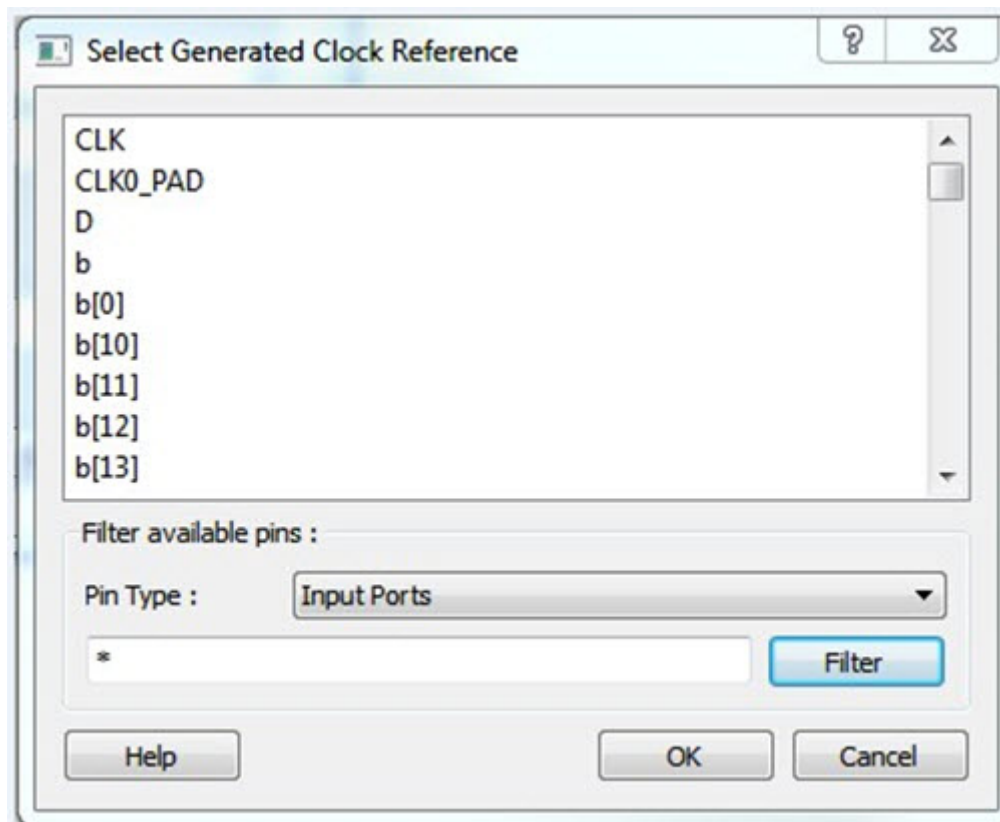 Select Generated Clock Reference
CLK
CLK0_PAD
D
b
b[0]
b[10]
b[11]
b[12]
b[13]
Filter available pins :
Pin Type : Input Ports
* Filter
Help OK Cancel